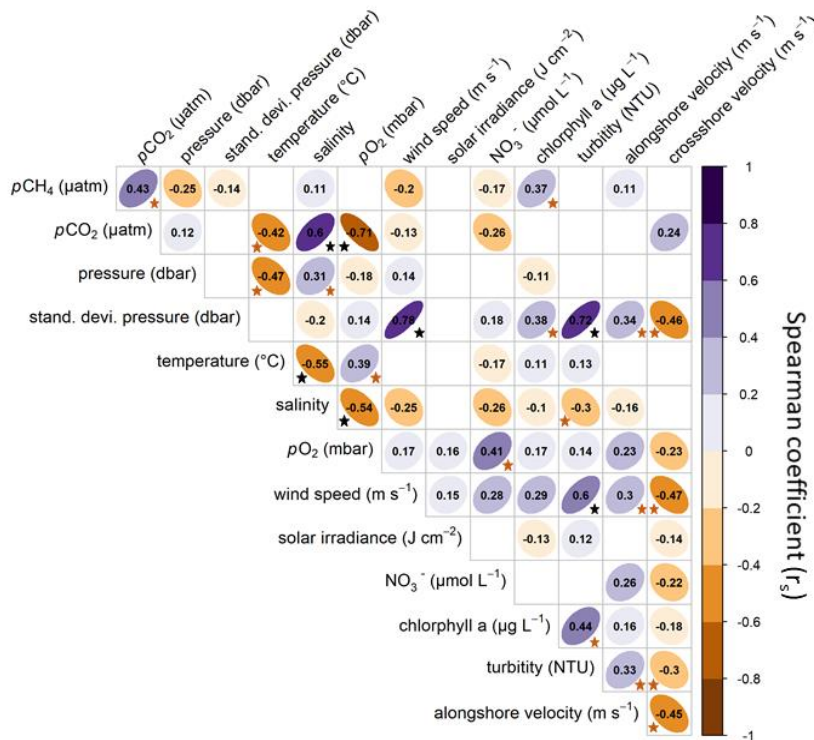 pCO₂ (µatm)
pressure (dbar)
stand. devi. pressure (dbar)
temperature (°C)
salinity
pO₂ (mbar)
wind speed (m s⁻¹)
solar irradiance (J cm⁻²)
NO₃⁻ (µmol L⁻¹)
chlorphyll a (µg L⁻¹)
turbitity (NTU)
alongshore velocity (m s⁻¹)
crossshore velocity (m s⁻¹)
pCH₄ (µatm) 0.43 -0.25 -0.14 0.11 -0.2 -0.17 0.37 0.11
pCO₂ (µatm) 0.12 -0.42 0.6 -0.71 -0.13 -0.26 0.24
pressure (dbar) -0.47 0.31 -0.18 0.14 -0.11
stand. devi. pressure (dbar) -0.2 0.14 0.78 0.18 0.38 0.72 0.34 -0.46
temperature (°C) -0.55 0.39 -0.17 0.11 0.13
salinity -0.54 -0.25 -0.26 -0.1 -0.3 -0.16
pO₂ (mbar) 0.17 0.16 0.41 0.17 0.14 0.23 -0.23
wind speed (m s⁻¹) 0.15 0.28 0.29 0.6 0.3 -0.47
solar irradiance (J cm⁻²) -0.13 0.12 -0.14
NO₃⁻ (µmol L⁻¹) 0.26 -0.22
chlorphyll a (µg L⁻¹) 0.44 0.16 -0.18
turbitity (NTU) 0.33 -0.3
alongshore velocity (m s⁻¹) -0.45
1
0.8
0.6
0.4
0.2
0
-0.2
-0.4
-0.6
-0.8
-1
Spearman coefficient (rₛ)